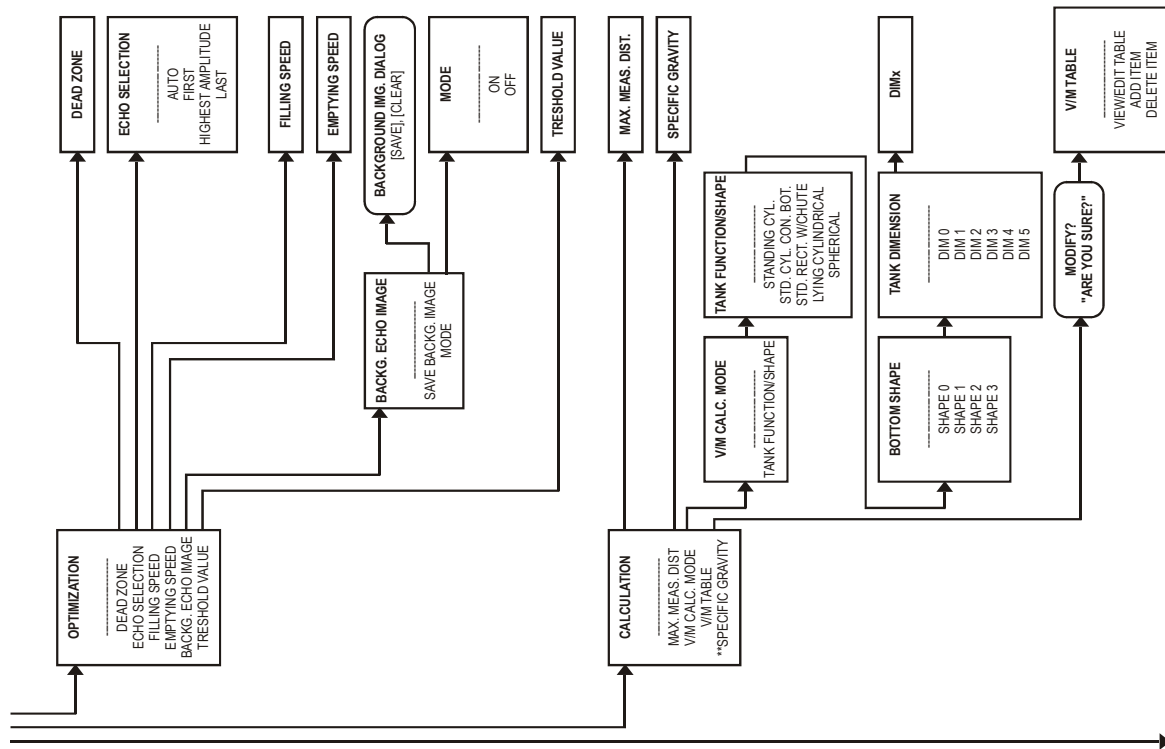 OPTIMIZATION
DEAD ZONE
ECHO SELECTION
FILLING SPEED
EMPTYING SPEED
BACKG. ECHO IMAGE
TRESHOLD VALUE
DEAD ZONE
ECHO SELECTION
AUTO
FIRST
HIGHEST AMPLITUDE
LAST
FILLING SPEED
EMPTYING SPEED
BACKG. ECHO IMAGE
SAVE BACKG. IMAGE
MODE
BACKGROUND IMG. DIALOG
[SAVE], [CLEAR]
MODE
ON
OFF
TRESHOLD VALUE
CALCULATION
MAX. MEAS. DIST
V/M CALC. MODE
V/M TABLE
**SPECIFIC GRAVITY
MAX. MEAS. DIST.
SPECIFIC GRAVITY
V/M CALC. MODE
TANK FUNCTION/SHAPE
TANK FUNCTION/SHAPE
STANDING CYL.
STD. CYL. CON. BOT.
STD. RECT. W/CHUTE
LYING CYLINDRICAL
SPHERICAL
BOTTOM SHAPE
SHAPE 0
SHAPE 1
SHAPE 2
SHAPE 3
TANK DIMENSION
DIM 0
DIM 1
DIM 2
DIM 3
DIM 4
DIM 5
DIMx
MODIFY?
"ARE YOU SURE?"
V/M TABLE
VIEW/EDIT TABLE
ADD ITEM
DELETE ITEM